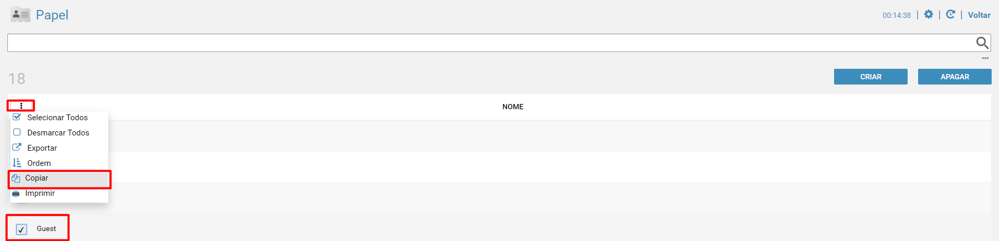 Papel
00:14:38 | | | Voltar
18
CRIAR
APAGAR
NOME
Selecionar Todos
Desmarcar Todos
Exportar
Ordem
Copiar
Imprimir
Guest